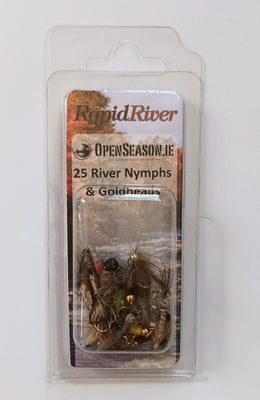 RapidRiver
OPENSEASON.IE
25 River Nymphs
& Goldheads